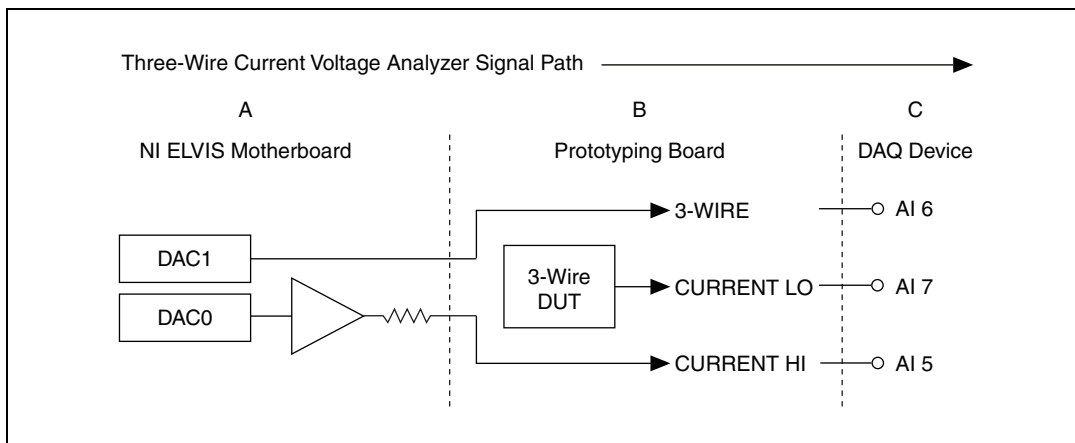 Three-Wire Current Voltage Analyzer Signal Path
A
B
C
NI ELVIS Motherboard
Prototyping Board
DAQ Device
3-WIRE
AI 6
DAC1
3-Wire
DUT
CURRENT LO
AI 7
DAC0
CURRENT HI
AI 5